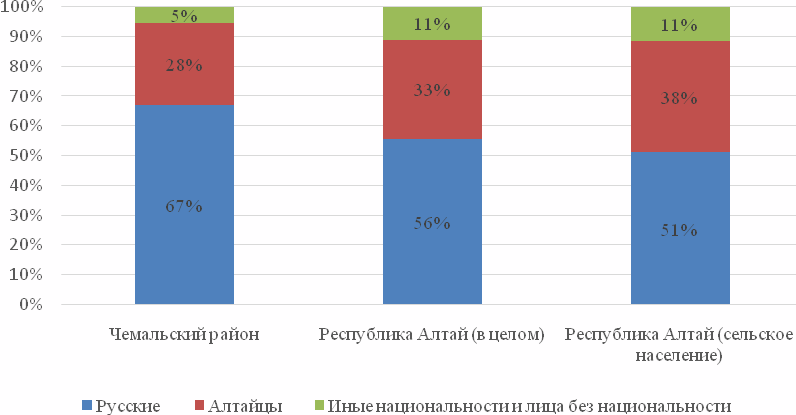 100%
90%
80%
70%
60%
50%
40%
30%
20%
10%
0%
5%
28%
67%
11%
33%
56%
11%
38%
51%
Чемальский район
Республика Алтай (в целом)
Республика Алтай (сельское
население)
Русские
Алтайцы
Иные национальности и лица без национальности